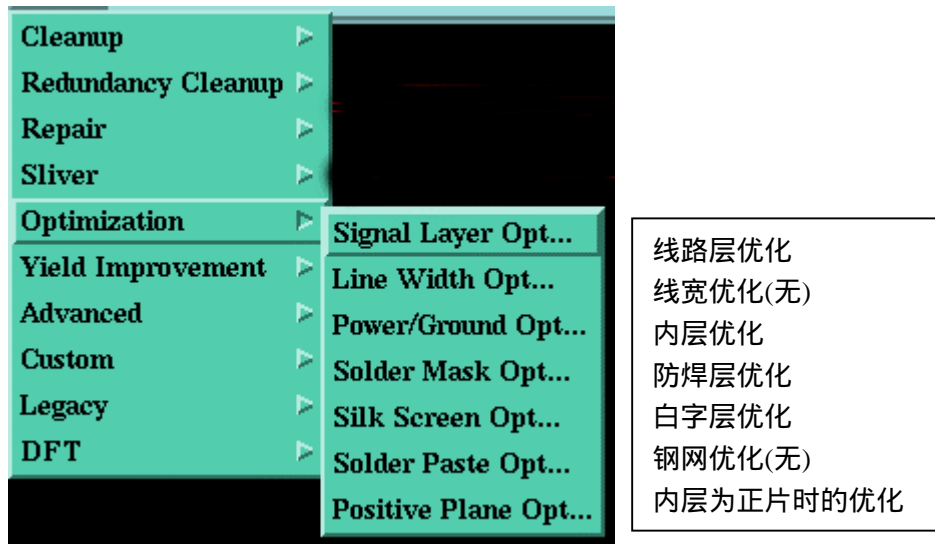 Cleanup
Redundancy Cleanup
Repair
Sliver
Optimization
Yield Improvement
Advanced
Custom
Legacy
DFT
Signal Layer Opt...
Line Width Opt...
Power/Ground Opt...
Solder Mask Opt...
Silk Screen Opt...
Solder Paste Opt...
Positive Plane Opt...
线路层优化
线宽优化(无)
内层优化
防焊层优化
白字层优化
钢网优化(无)
内层为正片时的优化